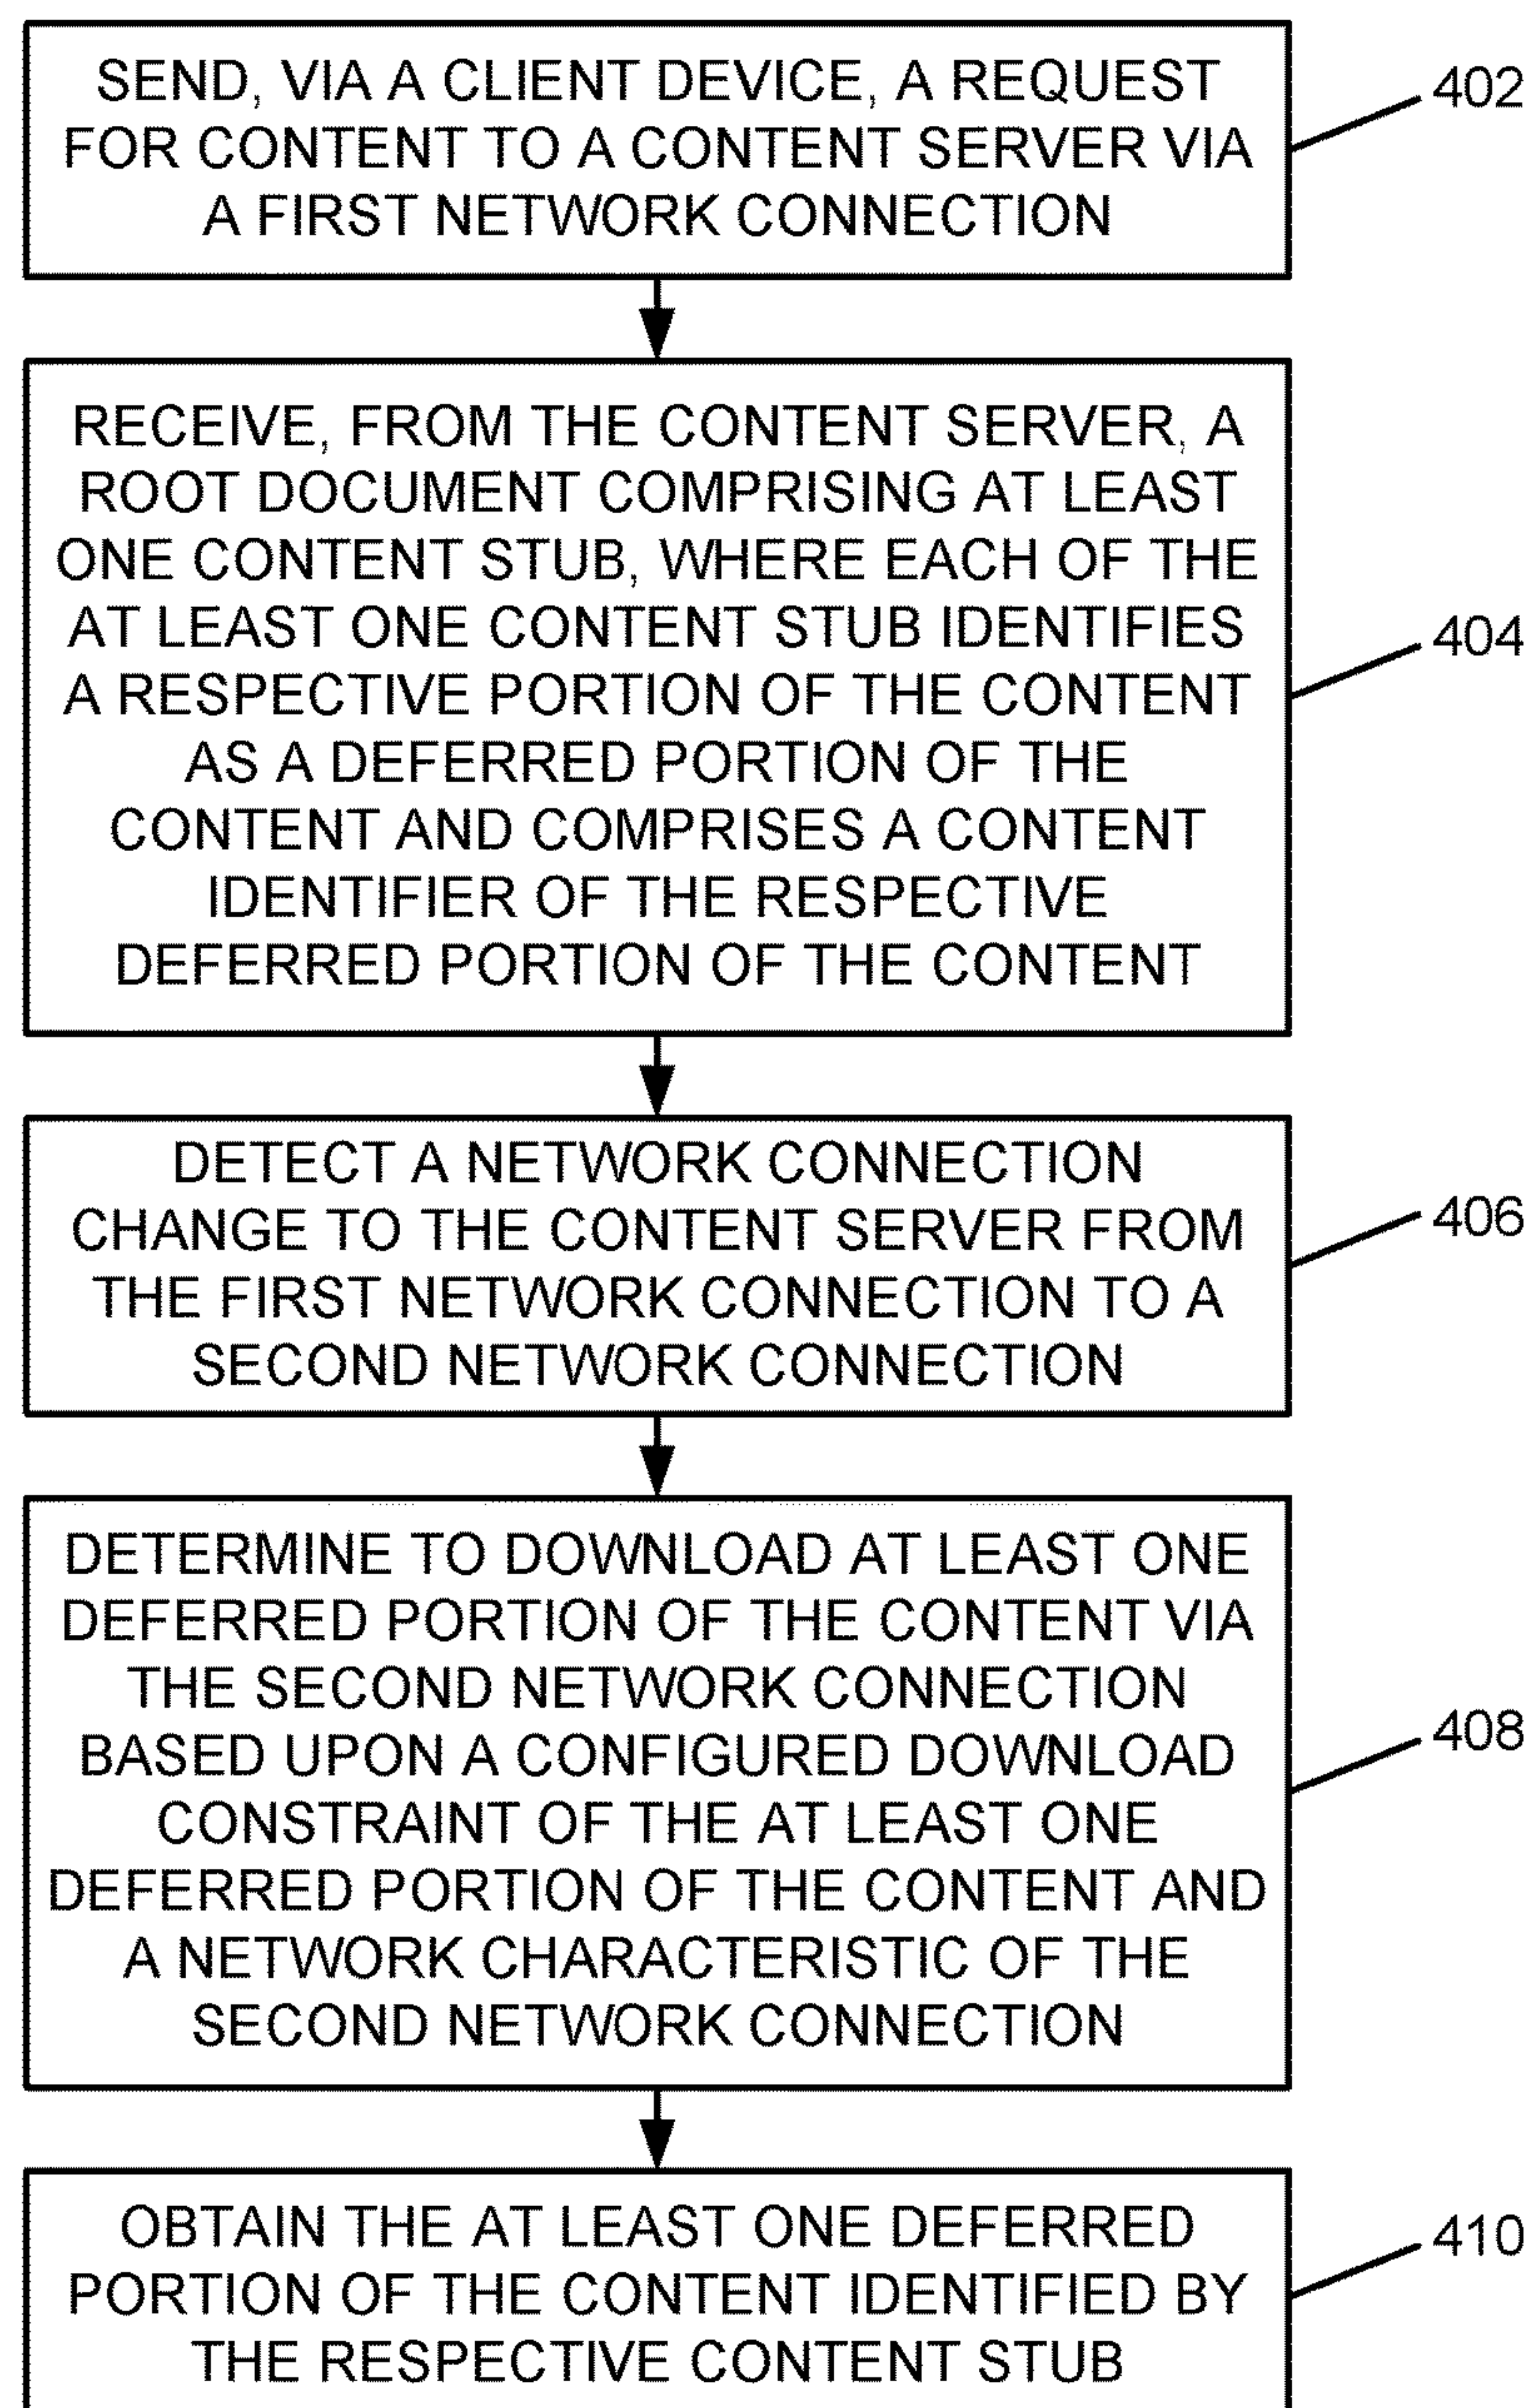 SEND, VIA A CLIENT DEVICE, A REQUEST
FOR CONTENT TO A CONTENT SERVER VIA
A FIRST NETWORK CONNECTION
402
RECEIVE, FROM THE CONTENT SERVER, A
ROOT DOCUMENT COMPRISING AT LEAST
ONE CONTENT STUB, WHERE EACH OF THE
AT LEAST ONE CONTENT STUB IDENTIFIES
A RESPECTIVE PORTION OF THE CONTENT
AS A DEFERRED PORTION OF THE
CONTENT AND COMPRISES A CONTENT
IDENTIFIER OF THE RESPECTIVE
DEFERRED PORTION OF THE CONTENT
404
DETECT A NETWORK CONNECTION
CHANGE TO THE CONTENT SERVER FROM
THE FIRST NETWORK CONNECTION TO A
SECOND NETWORK CONNECTION
406
DETERMINE TO DOWNLOAD AT LEAST ONE
DEFERRED PORTION OF THE CONTENT VIA
THE SECOND NETWORK CONNECTION
BASED UPON A CONFIGURED DOWNLOAD
CONSTRAINT OF THE AT LEAST ONE
DEFERRED PORTION OF THE CONTENT AND
A NETWORK CHARACTERISTIC OF THE
SECOND NETWORK CONNECTION
408
OBTAIN THE AT LEAST ONE DEFERRED
PORTION OF THE CONTENT IDENTIFIED BY
THE RESPECTIVE CONTENT STUB
410